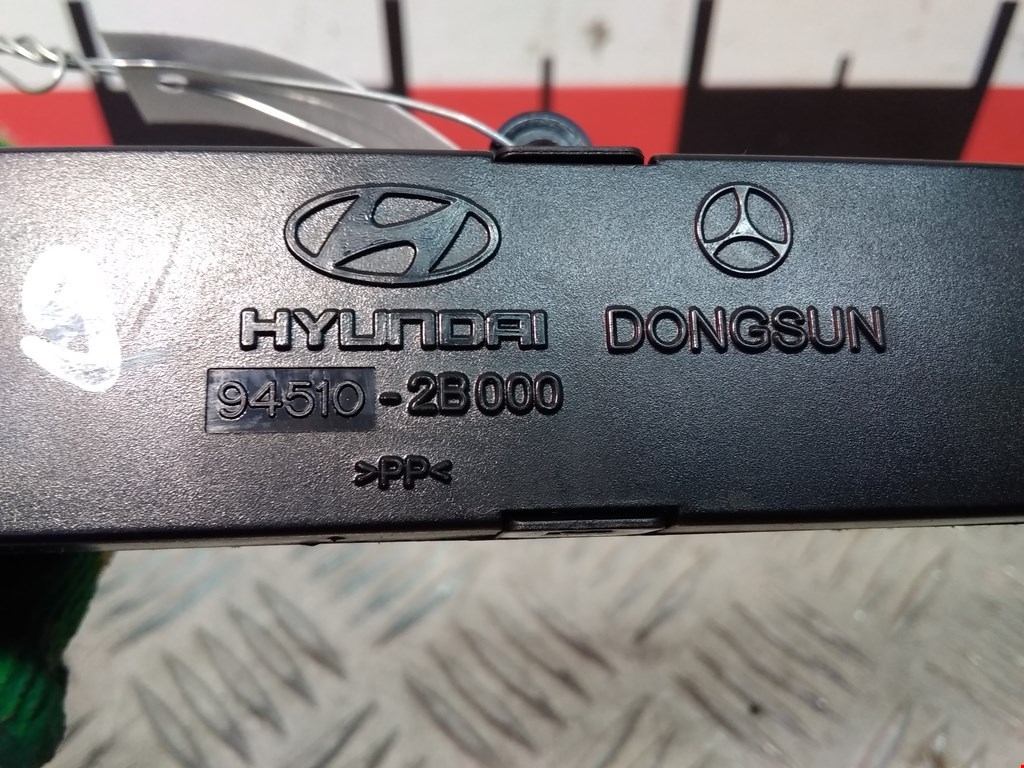 HYUNDAI
DONGSUN
94510-2B000
>PP<